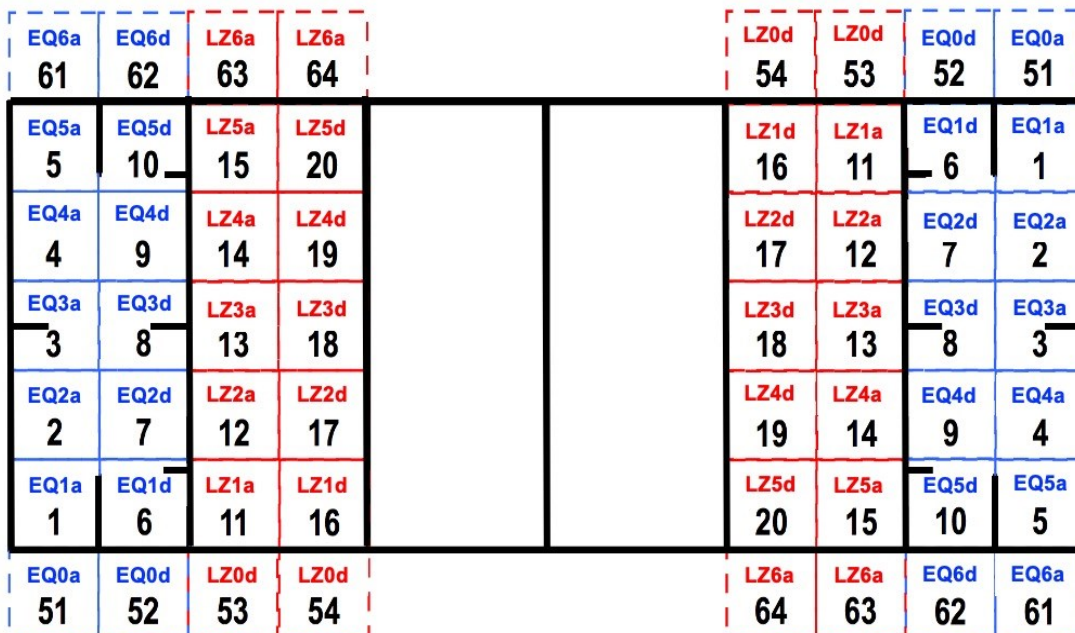 EQ6a EQ6d LZ6a LZ6a LZ0d LZ0d EQ0d EQ0a
61 62 63 64 54 53 52 51
EQ5a EQ5d LZ5a LZ5d LZ1d LZ1a EQ1d EQ1a
5 10 15 20 16 11 6 1
EQ4a EQ4d LZ4a LZ4d LZ2d LZ2a EQ2d EQ2a
4 9 14 19 17 12 7 2
EQ3a EQ3d LZ3a LZ3d LZ3d LZ3a EQ3d EQ3a
3 8 13 18 18 13 8 3
EQ2a EQ2d LZ2a LZ2d LZ4d LZ4a EQ4d EQ4a
2 7 12 17 19 14 9 4
EQ1a EQ1d LZ1a LZ1d LZ5d LZ5a EQ5d EQ5a
1 6 11 16 20 15 10 5
EQ0a EQ0d LZ0d LZ0d LZ6a LZ6a EQ6d EQ6a
51 52 53 54 64 63 62 61